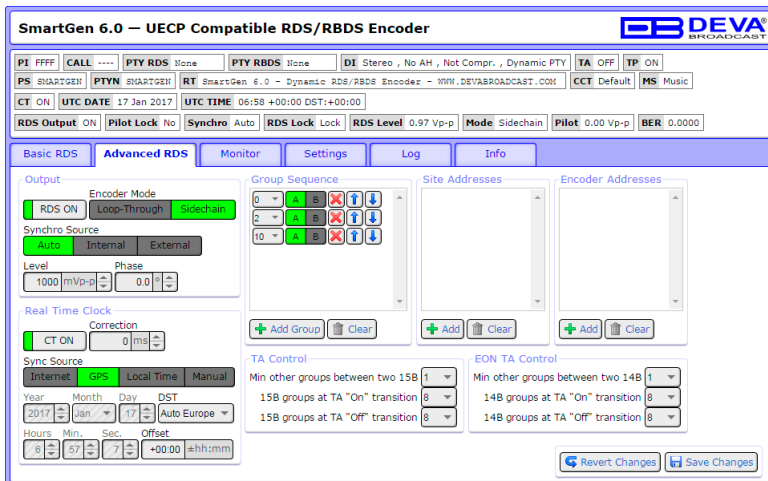 SmartGen 6.0 — UECP Compatible RDS/RBDS Encoder
DEVA BROADCAST
PI FFFF CALL ---- PTY RDS None PTY RBDS None DI Stereo , No AH , Not Compr. , Dynamic PTY TA OFF TP ON
PS SMARTGEN PTYN SMARTGEN RT SmartGen 6.0 - Dynamic RDS/RBDS Encoder - WWW.DEVABROADCAST.COM CCT Default MS Music
CT ON UTC DATE 17 Jan 2017 UTC TIME 06:58 +00:00 DST:+00:00
RDS Output ON Pilot Lock No Synchro Auto RDS Lock Lock RDS Level 0.97 Vp-p Mode Sidechain Pilot 0.00 Vp-p BER 0.0000
Basic RDS Advanced RDS Monitor Settings Log Info
Output
Encoder Mode
RDS ON Loop-Through Sidechain
Synchro Source
Auto Internal External
Level Phase
1000 mVp-p 0.0 °
Real Time Clock
Correction
CT ON 0 ms
Sync Source
Internet GPS Local Time Manual
Year Month Day DST
2017 Jan 17 Auto Europe
Hours Min. Sec. Offset
6 57 7 +00:00 ±hh:mm
Group Sequence
0 A B
2 A B
10 A B
Add Group Clear
Site Addresses
Add Clear
Encoder Addresses
Add Clear
TA Control
Min other groups between two 15B 1
15B groups at TA "On" transition 8
15B groups at TA "Off" transition 8
EON TA Control
Min other groups between two 14B 1
14B groups at TA "On" transition 8
14B groups at TA "Off" transition 8
Revert Changes Save Changes